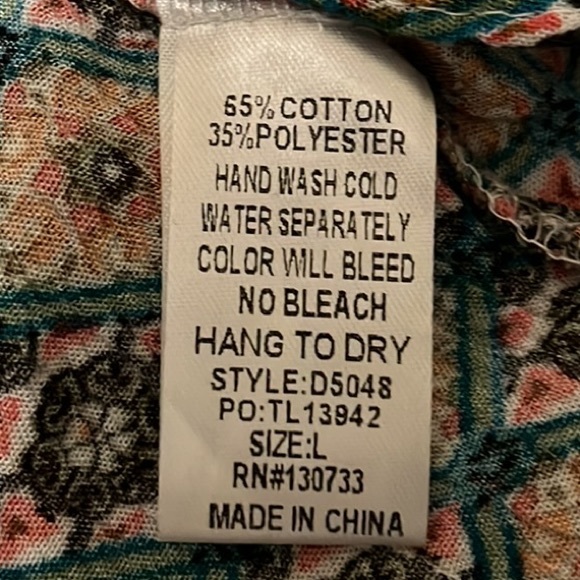 65% COTTON
35%POLYESTER
HAND WASH COLD
WATER SEPARATELY
COLOR WILL BLEED
NO BLEACH
HANG TO DRY
STYLE:D5048
PO:TL13942
SIZE:L
RN#130733
MADE IN CHINA